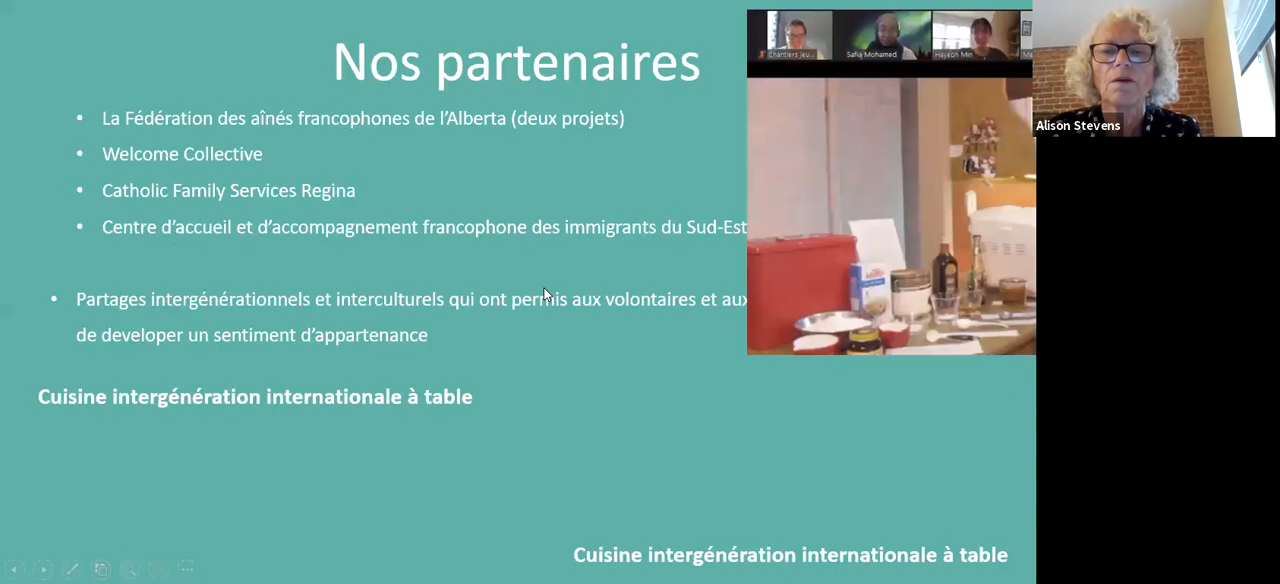 Nos partenaires
• La Fédération des aînés francophones de l'Alberta (deux projets)
• Welcome Collective
• Catholic Family Services Regina
• Centre d'accueil et d'accompagnement francophone des immigrants du Sud-Est
• Partages intergénérationnels et interculturels qui ont permis aux volontaires et aux
de developer un sentiment d'appartenance
Cuisine intergénération internationale à table
Cuisine intergénération internationale à table
Chantiers jeu...
Safia Mohamed
Hayeon Min
Me
Alison Stevens